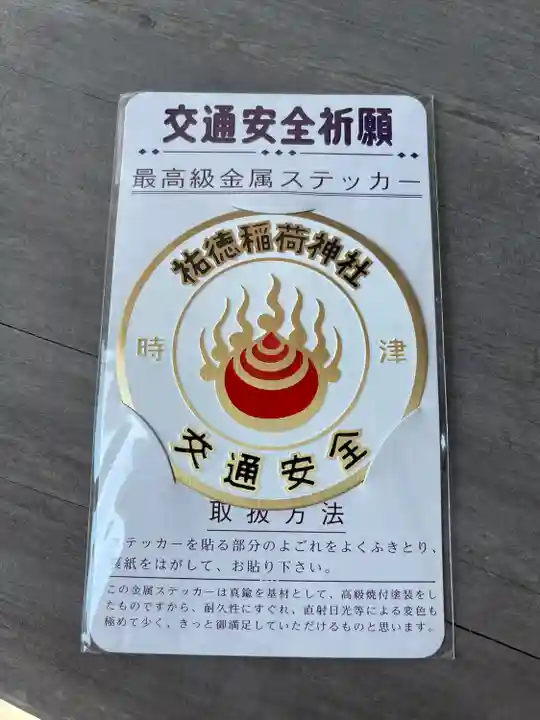 交通安全祈願
最高級金属ステッカー
祐徳稲荷神社
時 津
交通安全
取扱方法
ステッカーを貼る部分のよごれをよくふきとり、
裏紙をはがして、お貼り下さい。
この金属ステッカーは真鍮を基材として、高級焼付塗装をし
たものですから、耐久性にすぐれ、直射日光等による変色も
極めて少く、きっと御満足していただけるものと思います。